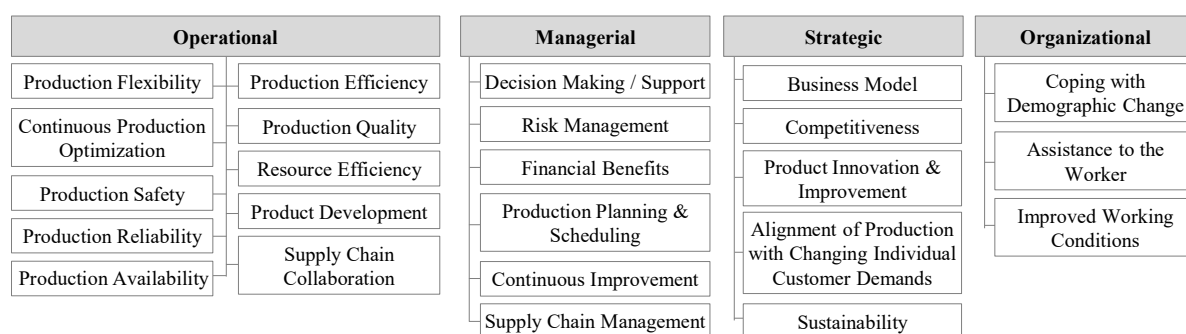 Operational
Production Flexibility
Continuous Production
Optimization
Production Safety
Production Reliability
Production Availability
Production Efficiency
Production Quality
Resource Efficiency
Product Development
Supply Chain
Collaboration
Managerial
Decision Making / Support
Risk Management
Financial Benefits
Production Planning &
Scheduling
Continuous Improvement
Supply Chain Management
Strategic
Business Model
Competitiveness
Product Innovation &
Improvement
Alignment of Production
with Changing Individual
Customer Demands
Sustainability
Organizational
Coping with
Demographic Change
Assistance to the
Worker
Improved Working
Conditions